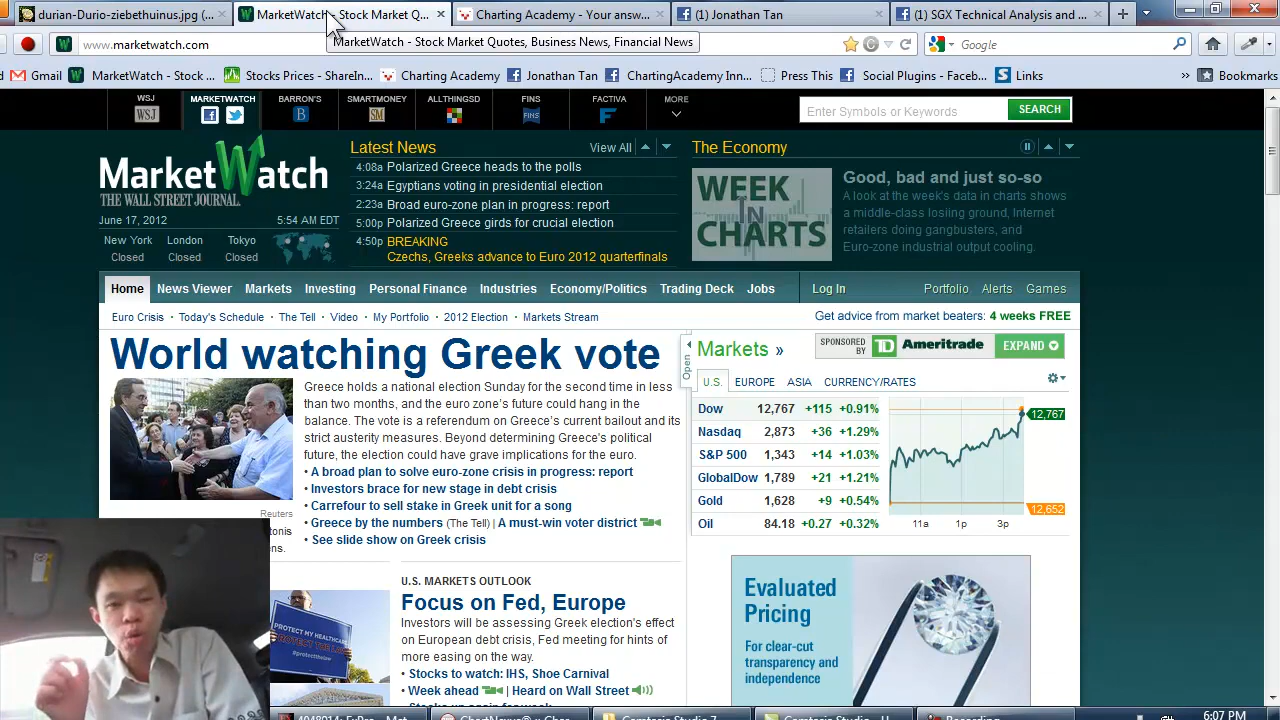 durian-Durio-ziebethuinus.jpg (...
MarketWatch - Stock Market Q...
Charting Academy - Your answ...
(1) Jonathan Tan
(1) SGX Technical Analysis and ...
www.marketwatch.com
MarketWatch - Stock Market Quotes, Business News, Financial News
Google
Gmail
MarketWatch - Stock ...
Stocks Prices - ShareIn...
Charting Academy
Jonathan Tan
ChartingAcademy Inn...
Press This
Social Plugins - Faceb...
Links
Bookmarks
WSJ
MARKETWATCH
BARRON'S
SMARTMONEY
ALLTHINGSD
FINS
FACTIVA
MORE
WSJ
B
SM
FINS
F
Enter Symbols or Keywords
SEARCH
MarketWatch
THE WALL STREET JOURNAL.
June 17, 2012
5:54 AM EDT
New York
Closed
London
Closed
Tokyo
Closed
Latest News
View All
4:08a Polarized Greece heads to the polls
3:24a Egyptians voting in presidential election
2:23a Broad euro-zone plan in progress: report
5:00p Polarized Greece girds for crucial election
4:50p BREAKING
Czechs, Greeks advance to Euro 2012 quarterfinals
The Economy
WEEK
IN
CHARTS
Good, bad and just so-so
A look at the week's data in charts shows
a middle-class losiing ground, Internet
retailers doing gangbusters, and
Euro-zone industrial output cooling.
Home
News Viewer
Markets
Investing
Personal Finance
Industries
Economy/Politics
Trading Deck
Jobs
Log In
Portfolio
Alerts
Games
Euro Crisis • Today's Schedule • The Tell • Video • My Portfolio • 2012 Election • Markets Stream
Get advice from market beaters: 4 weeks FREE
World watching Greek vote
Greece holds a national election Sunday for the second time in less
than two months, and the euro zone's future could hang in the
balance. The vote is a referendum on Greece's current bailout and its
strict austerity measures. Beyond determining Greece's political
future, the election could have grave implications for the euro.
• A broad plan to solve euro-zone crisis in progress: report
• Investors brace for new stage in debt crisis
• Carrefour to sell stake in Greek unit for a song
• Greece by the numbers (The Tell) | A must-win voter district
• See slide show on Greek crisis
Reuters
ns.
Open
Markets »
SPONSORED
BY
TD
Ameritrade
EXPAND
U.S.
EUROPE
ASIA
CURRENCY/RATES
Dow 12,767 +115 +0.91%
Nasdaq 2,873 +36 +1.29%
S&P 500 1,343 +14 +1.03%
GlobalDow 1,789 +21 +1.21%
Gold 1,628 +9 +0.54%
Oil 84.18 +0.27 +0.32%
12,767
12,652
11a 1p 3p
U.S. MARKETS OUTLOOK
Focus on Fed, Europe
Investors will be assessing Greek election's effect
on European debt crisis, Fed meeting for hints of
more easing on the way.
• Stocks to watch: IHS, Shoe Carnival
• Week ahead | Heard on Wall Street
PROTECT MY HEALTHCARE
#protectthelaw
Evaluated
Pricing
For clear-cut
transparency and
independence
6:07 PM